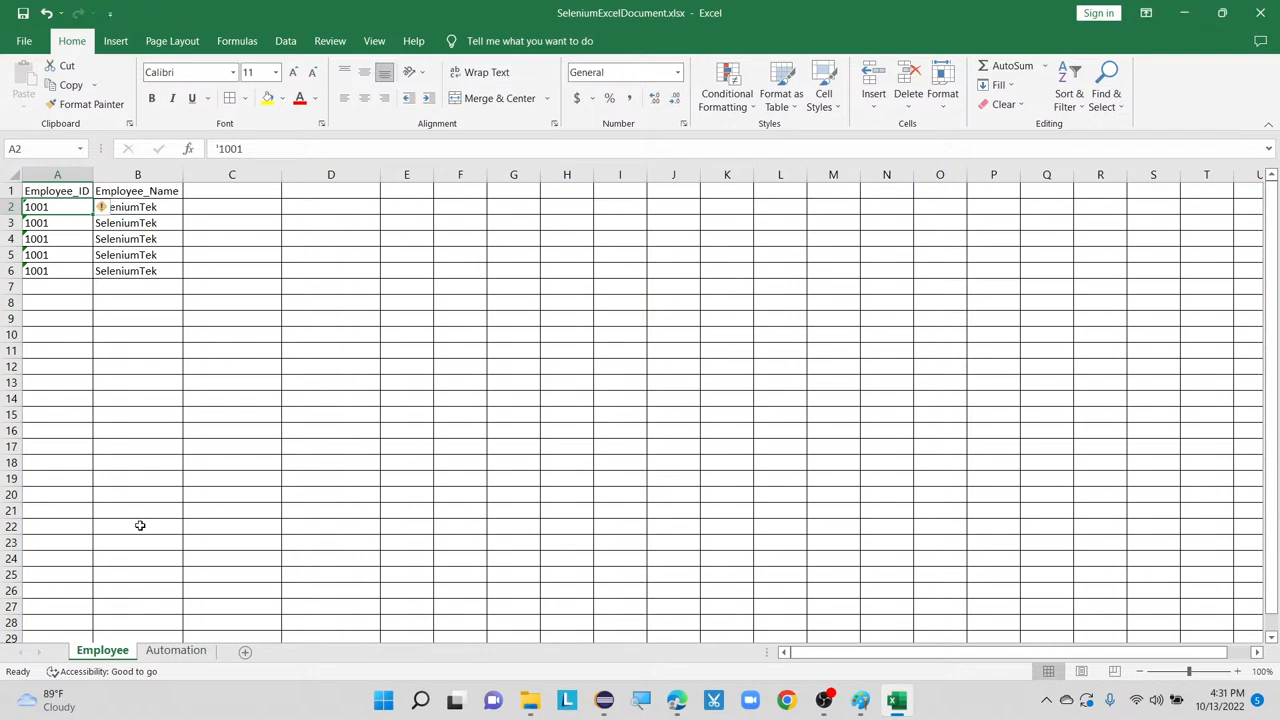 SeleniumExcelDocument.xlsx - Excel
Sign in
File Home Insert Page Layout Formulas Data Review View Help Tell me what you want to do
Paste
Cut
Copy
Format Painter
Clipboard
Calibri 11
B I U
A
Font
Wrap Text
Merge & Center
Alignment
General
$ % ,
Number
Conditional
Formatting
Format as
Table
Cell
Styles
Styles
Insert
Delete
Format
Cells
AutoSum
Fill
Clear
Sort &
Filter
Find &
Select
Editing
A2 fx '1001
A B C D E F G H I J K L M N O P Q R S T U
1 Employee_ID Employee_Name
2 1001 eniumTek
3 1001 SeleniumTek
4 1001 SeleniumTek
5 1001 SeleniumTek
6 1001 SeleniumTek
7
8
9
10
11
12
13
14
15
16
17
18
19
20
21
22
23
24
25
26
27
28
29
Employee Automation
Ready Accessibility: Good to go 100%
89°F
Cloudy
4:31 PM
10/13/2022
5